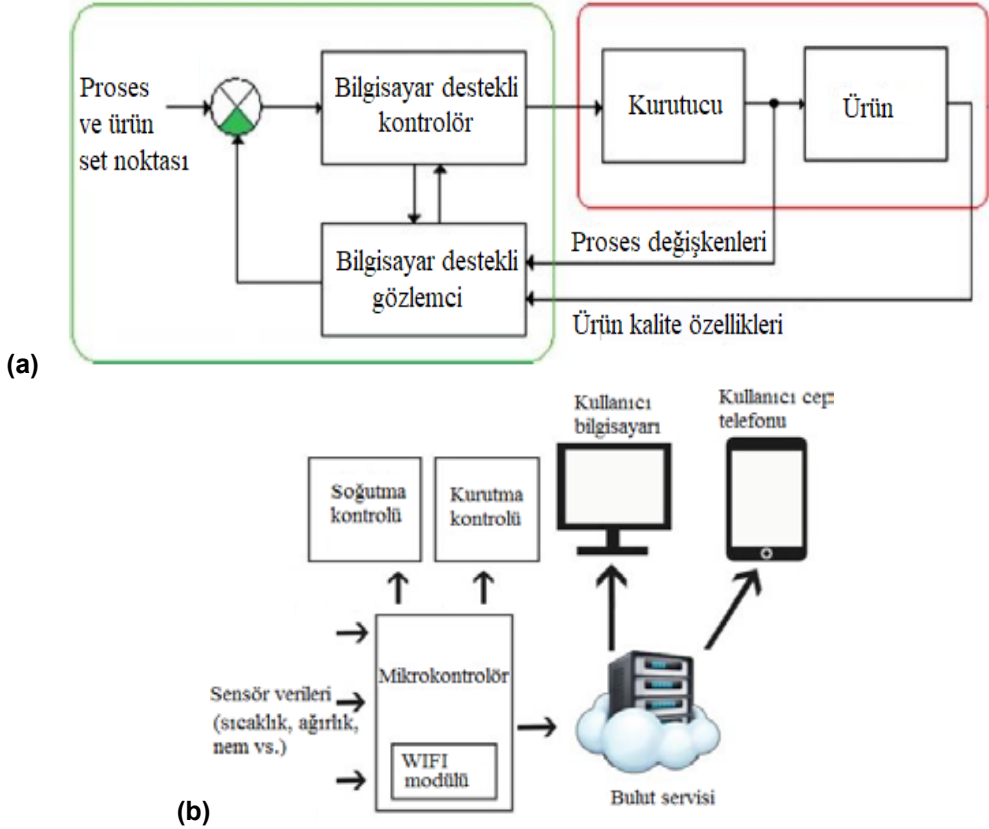 Proses
ve ürün
set noktası
Bilgisayar destekli
kontrolör
Kurutucu
Ürün
Bilgisayar destekli
gözlemci
Proses değişkenleri
Ürün kalite özellikleri
(a)
Kullanıcı
bilgisayarı
Kullanıcı cep
telefonu
Soğutma
kontrolü
Kurutma
kontrolü
Mikrokontrolör
Sensör verileri
(sıcaklık, ağırlık,
nem vs.)
WIFI
modülü
Bulut servisi
(b)